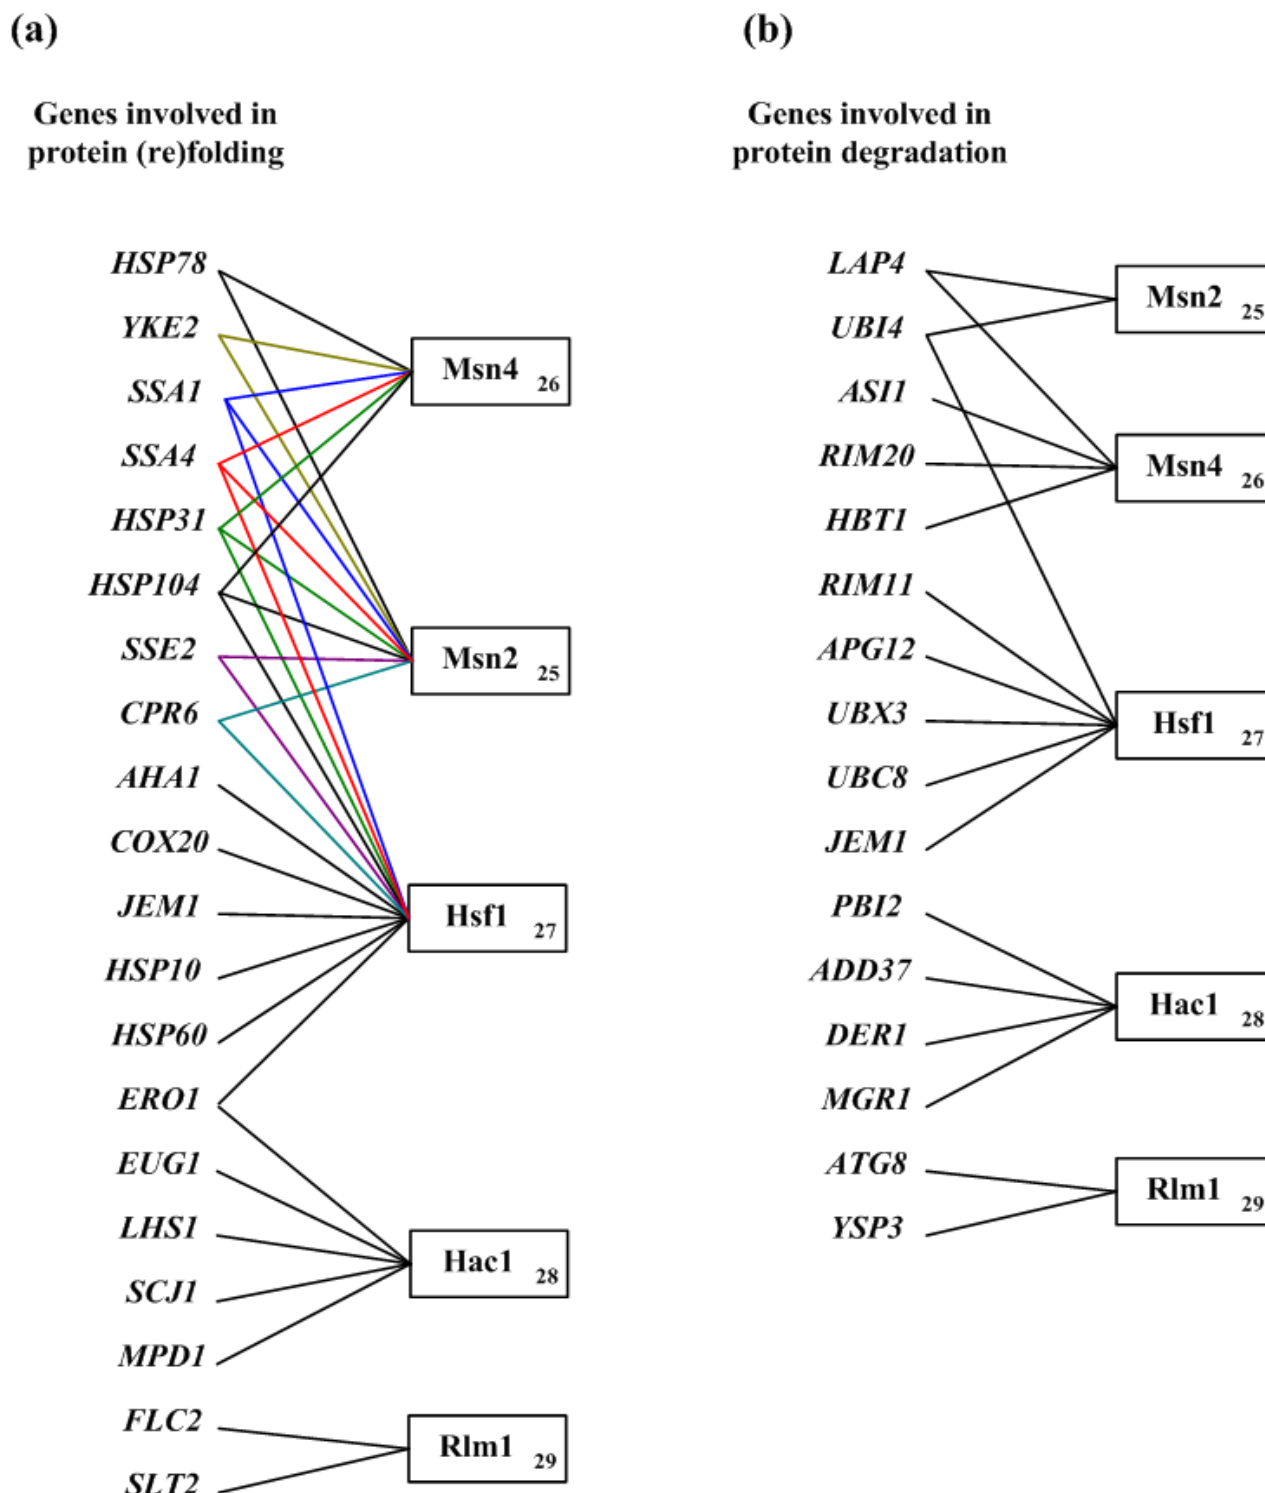 (a)
Genes involved in
protein (re)folding
HSP78
YKE2
SSA1
SSA4
HSP31
HSP104
SSE2
CPR6
AHA1
COX20
JEM1
HSP10
HSP60
ERO1
EUG1
LHS1
SCJ1
MPD1
FLC2
SLT2
Msn4 26
Msn2 25
Hsf1 27
Hac1 28
Rlm1 29
(b)
Genes involved in
protein degradation
LAP4
UBI4
ASI1
RIM20
HBT1
RIM11
APG12
UBX3
UBC8
JEM1
PBI2
ADD37
DER1
MGR1
ATG8
YSP3
Msn2 25
Msn4 26
Hsf1 27
Hac1 28
Rlm1 29